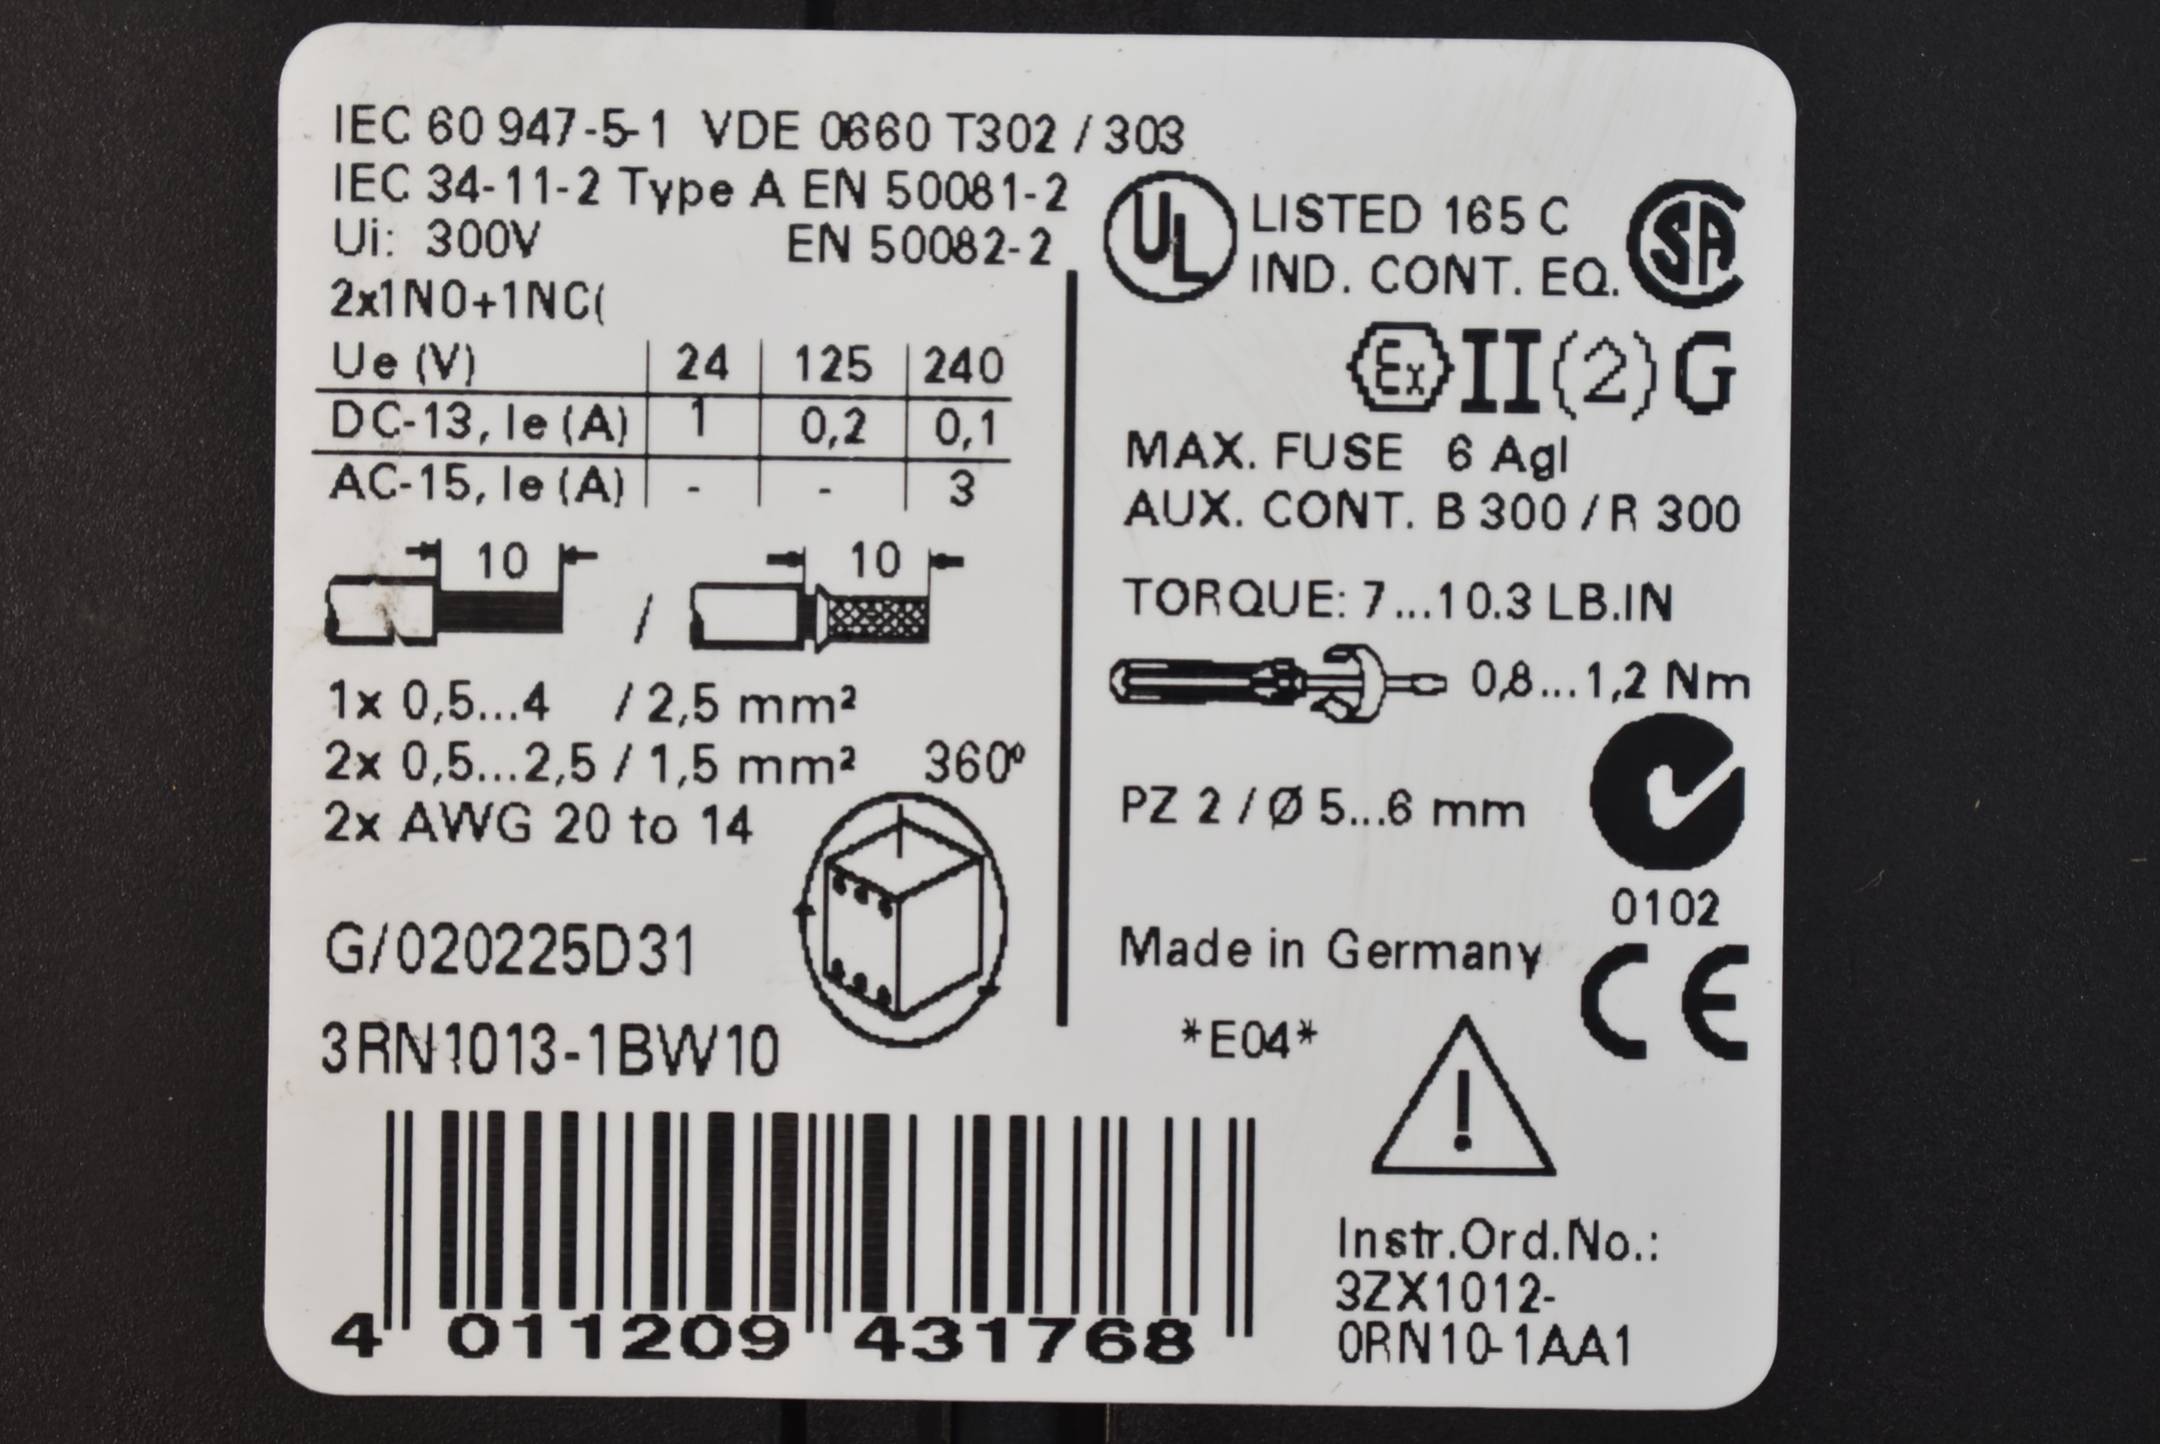 IEC 60 947-5-1 VDE 0660 T302 / 303
IEC 34-11-2 Type A EN 50081-2
Ui: 300V EN 50082-2
2x1NO+1NC(
Ue (V) 24 125 240
DC-13, Ie (A) 1 0,2 0,1
AC-15, Ie (A) - - 3
10 / 10
1x 0,5...4 / 2,5 mm²
2x 0,5...2,5 / 1,5 mm²
2x AWG 20 to 14
360°
G/020225D31
3RN1013-1BW10
4 011209 431768
UL LISTED 165 C SA
IND. CONT. EQ.
Ex II (2) G
MAX. FUSE 6 Agl
AUX. CONT. B 300 / R 300
TORQUE: 7...10.3 LB.IN
0,8...1,2 Nm
PZ 2 / Ø 5...6 mm
0102
Made in Germany CE
*E04*
!
Instr.Ord.No.:
3ZX1012-
0RN10-1AA1